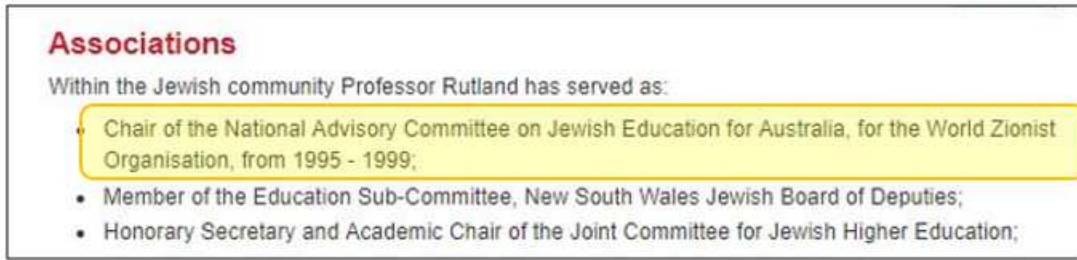 Associations
Within the Jewish community Professor Rutland has served as:
• Chair of the National Advisory Committee on Jewish Education for Australia, for the World Zionist
Organisation, from 1995 - 1999;
• Member of the Education Sub-Committee, New South Wales Jewish Board of Deputies;
• Honorary Secretary and Academic Chair of the Joint Committee for Jewish Higher Education;